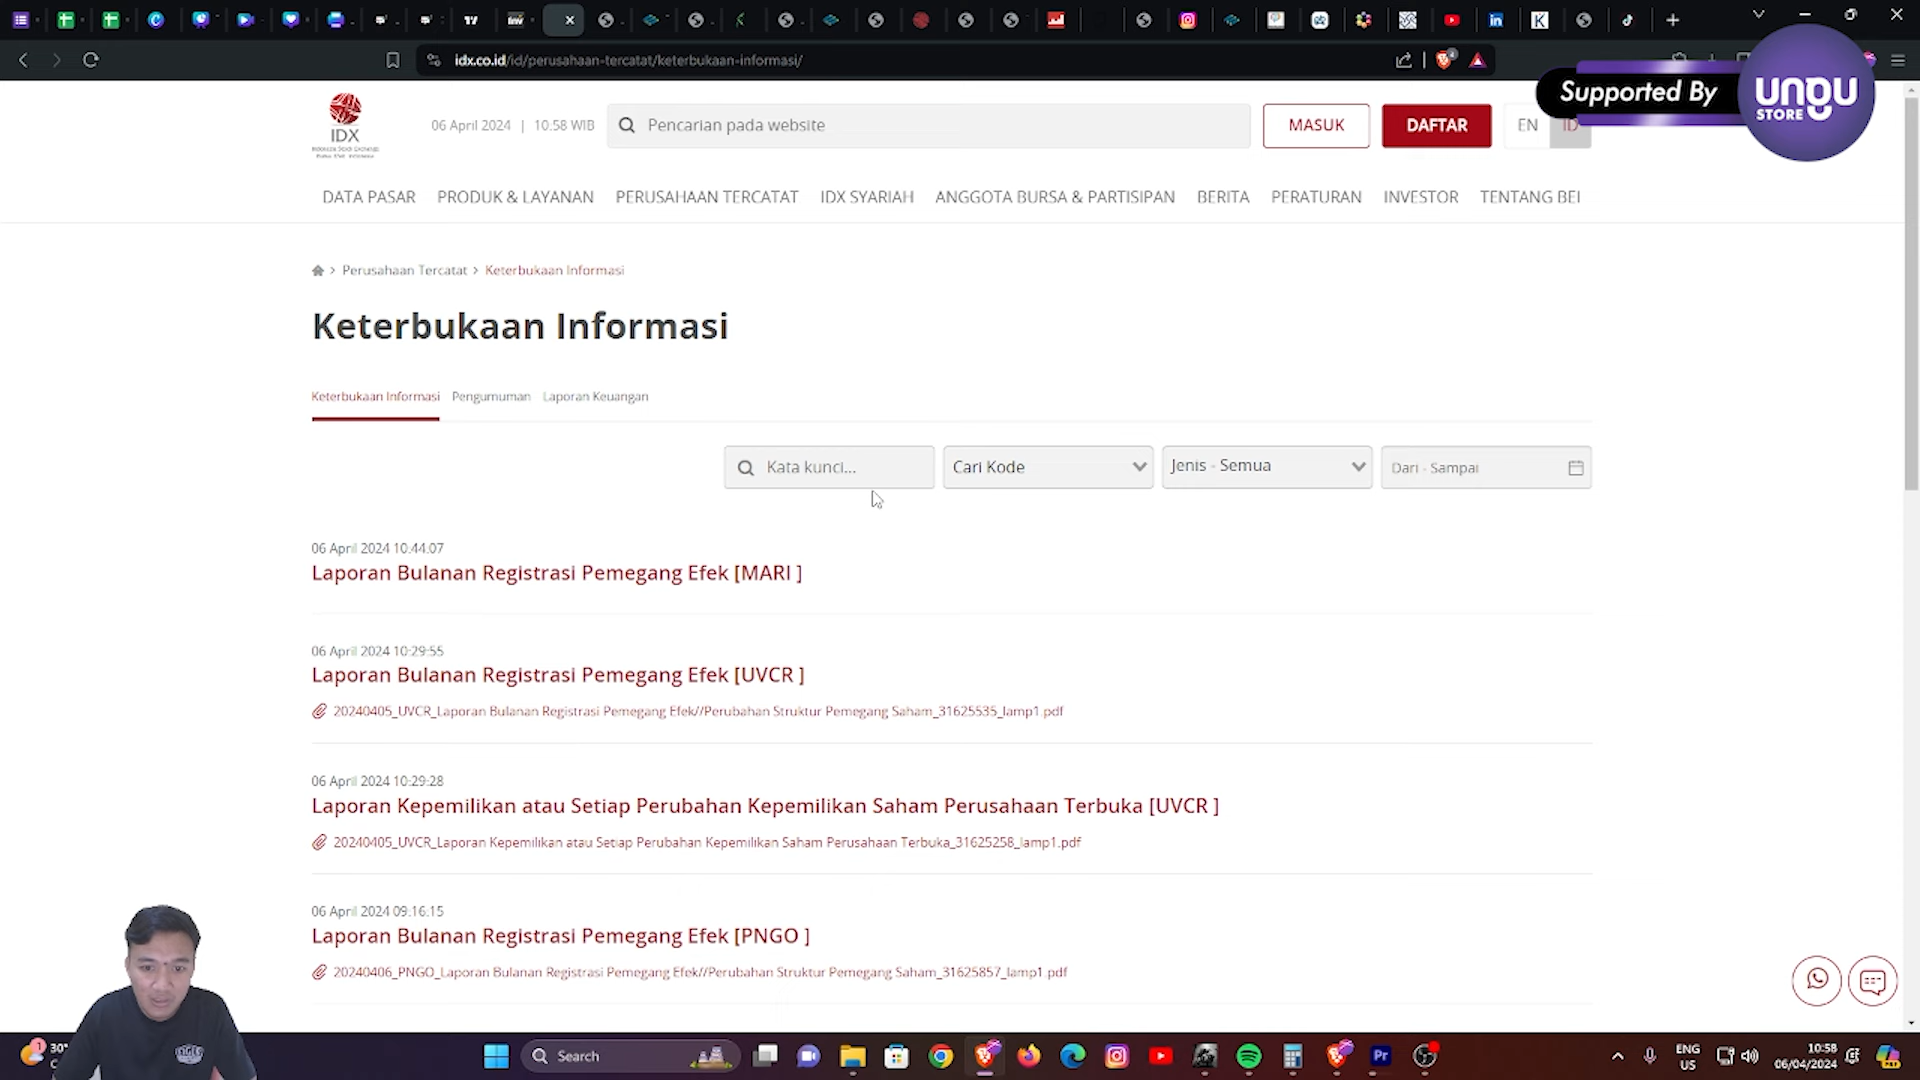 idx.co.id/id/perusahaan-tercatat/keterbukaan-informasi/
Supported By
ungu
STORE
IDX
Indonesia Stock Exchange
06 April 2024 | 10:58 WIB
Pencarian pada website
MASUK
DAFTAR
EN
ID
DATA PASAR
PRODUK & LAYANAN
PERUSAHAAN TERCATAT
IDX SYARIAH
ANGGOTA BURSA & PARTISIPAN
BERITA
PERATURAN
INVESTOR
TENTANG BEI
Perusahaan Tercatat > Keterbukaan Informasi
Keterbukaan Informasi
Keterbukaan Informasi
Pengumuman
Laporan Keuangan
Kata kunci...
Cari Kode
Jenis - Semua
Dari - Sampai
06 April 2024 10:44:07
Laporan Bulanan Registrasi Pemegang Efek [MARI ]
06 April 2024 10:29:55
Laporan Bulanan Registrasi Pemegang Efek [UVCR ]
20240405_UVCR_Laporan Bulanan Registrasi Pemegang Efek//Perubahan Struktur Pemegang Saham_31625535_lamp1.pdf
06 April 2024 10:29:28
Laporan Kepemilikan atau Setiap Perubahan Kepemilikan Saham Perusahaan Terbuka [UVCR ]
20240405_UVCR_Laporan Kepemilikan atau Setiap Perubahan Kepemilikan Saham Perusahaan Terbuka_31625258_lamp1.pdf
06 April 2024 09:16:15
Laporan Bulanan Registrasi Pemegang Efek [PNGO ]
20240406_PNGO_Laporan Bulanan Registrasi Pemegang Efek//Perubahan Struktur Pemegang Saham_31625857_lamp1.pdf
30°
Search
ENG
US
10:58
06/04/2024